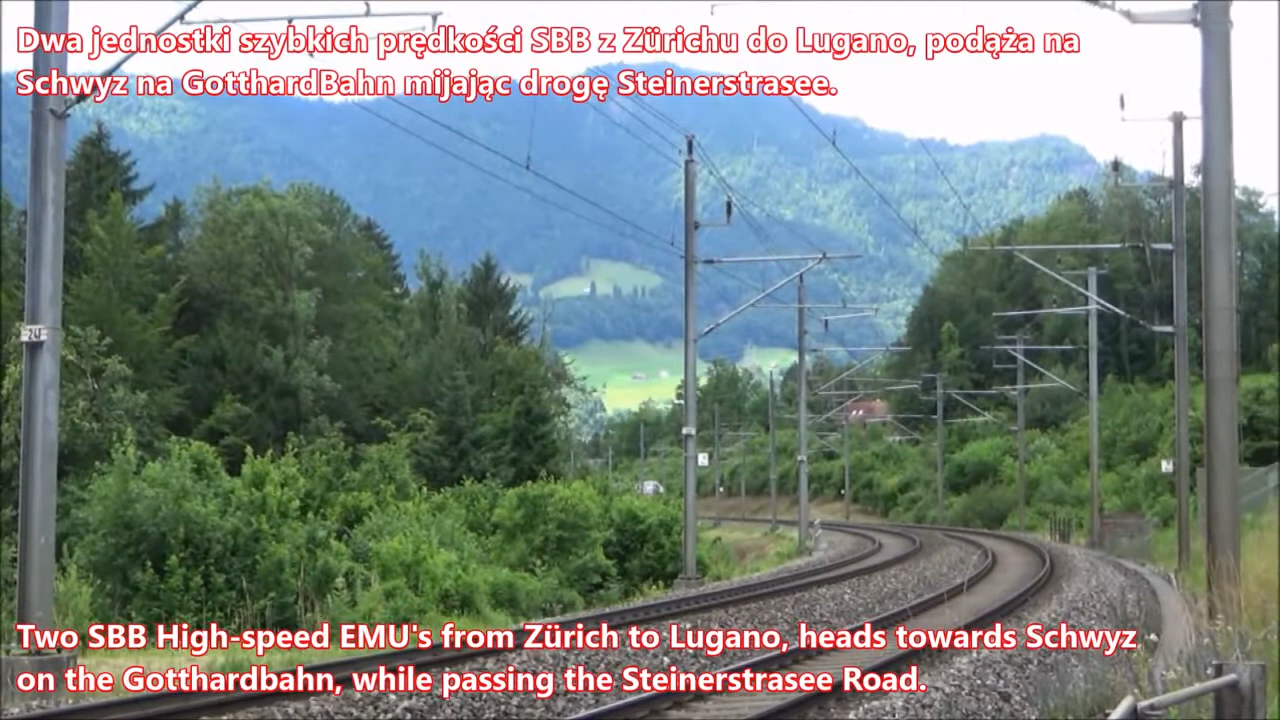 Dwa jednostki szybkich prędkości SBB z Zürichu do Lugano, podąża na
Schwyz na GotthardBahn mijając drogę Steinerstrasee.
24J
Two SBB High-speed EMU's from Zürich to Lugano, heads towards Schwyz
on the Gotthardbahn, while passing the Steinerstrasee Road.